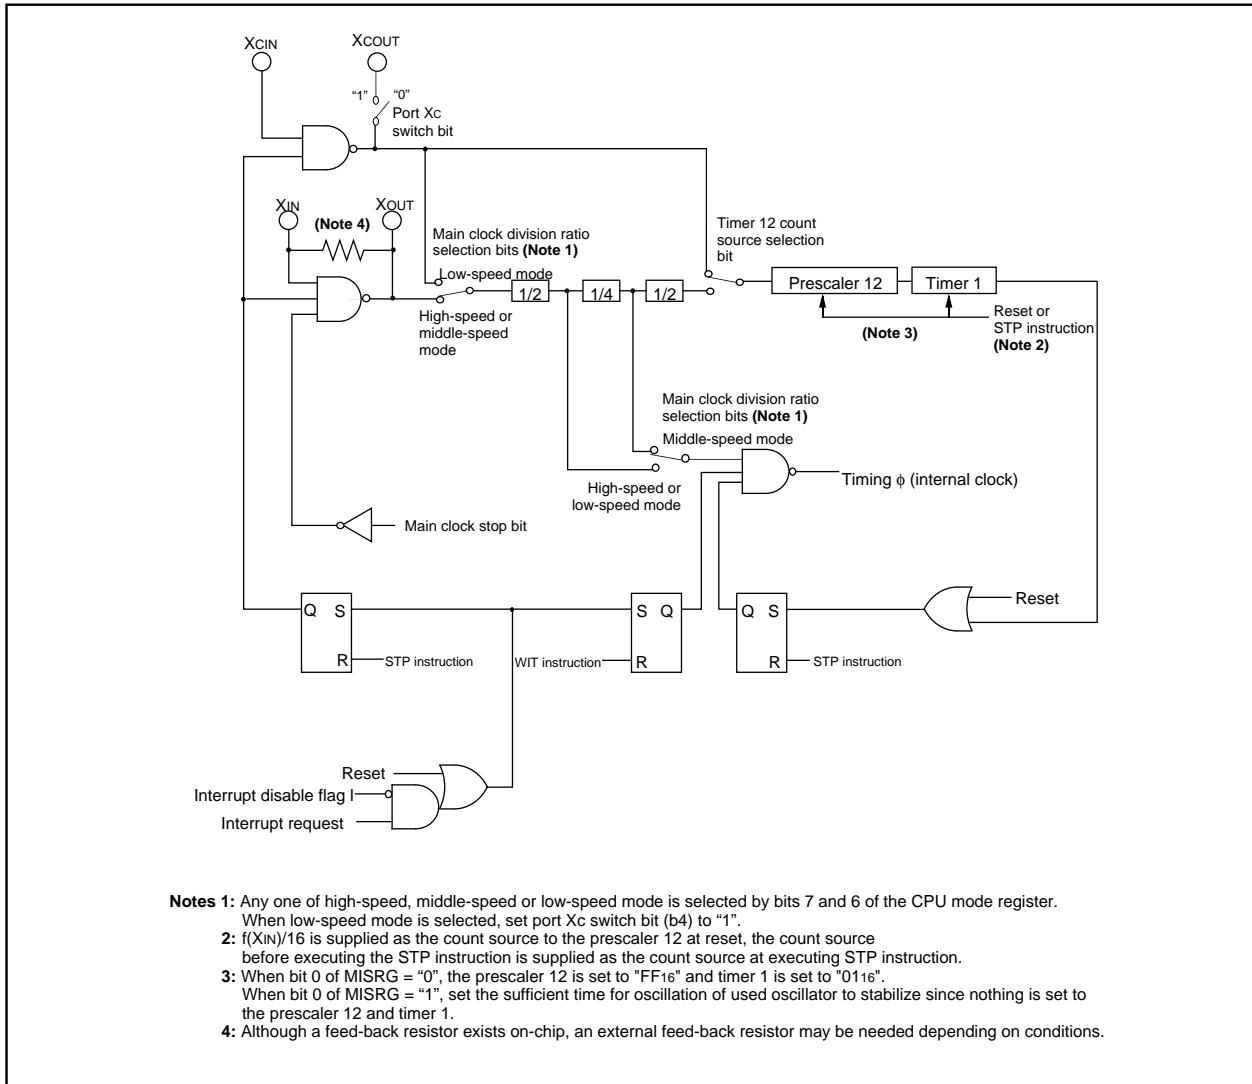 XCIN
XCOUT
“1” “0”
Port XC
switch bit
XIN
(Note 4)
XOUT
Main clock division ratio
selection bits (Note 1)
Low-speed mode
High-speed or
middle-speed
mode
1/2
1/4
1/2
Timer 12 count
source selection
bit
Prescaler 12
Timer 1
(Note 3)
Reset or
STP instruction
(Note 2)
Main clock division ratio
selection bits (Note 1)
Middle-speed mode
High-speed or
low-speed mode
Timing ϕ (internal clock)
Main clock stop bit
Q S
R
STP instruction
S Q
R
WIT instruction
Q S
R
STP instruction
Reset
Reset
Interrupt disable flag I
Interrupt request
Notes 1: Any one of high-speed, middle-speed or low-speed mode is selected by bits 7 and 6 of the CPU mode register.
When low-speed mode is selected, set port Xc switch bit (b4) to “1”.
2: f(XIN)/16 is supplied as the count source to the prescaler 12 at reset, the count source
before executing the STP instruction is supplied as the count source at executing STP instruction.
3: When bit 0 of MISRG = “0”, the prescaler 12 is set to "FF16" and timer 1 is set to "0116".
When bit 0 of MISRG = “1”, set the sufficient time for oscillation of used oscillator to stabilize since nothing is set to
the prescaler 12 and timer 1.
4: Although a feed-back resistor exists on-chip, an external feed-back resistor may be needed depending on conditions.